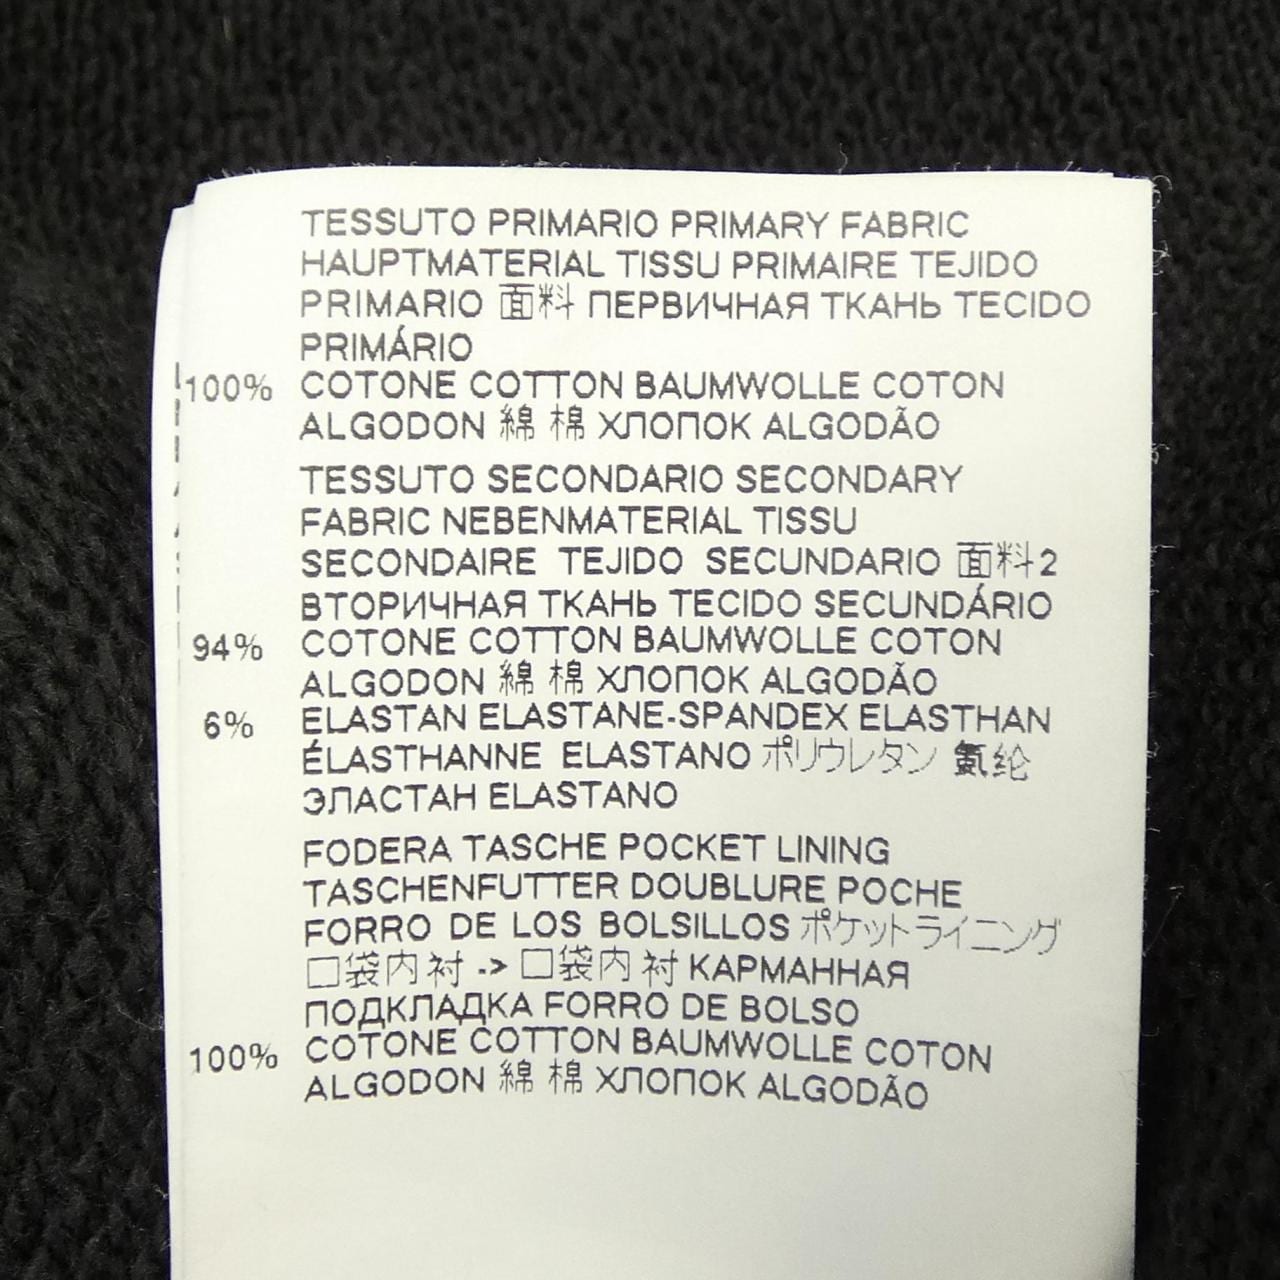 TESSUTO PRIMARIO PRIMARY FABRIC
HAUPTMATERIAL TISSU PRIMAIRE TEJIDO
PRIMARIO 面料 ПЕРВИЧНАЯ ТКАНЬ TECIDO
PRIMÁRIO
100% COTONE COTTON BAUMWOLLE COTON
ALGODON 綿 棉 ХЛОПОК ALGODÃO
TESSUTO SECONDARIO SECONDARY
FABRIC NEBENMATERIAL TISSU
SECONDAIRE TEJIDO SECUNDARIO 面料2
ВТОРИЧНАЯ ТКАНЬ TECIDO SECUNDÁRIO
94% COTONE COTTON BAUMWOLLE COTON
ALGODON 綿 棉 ХЛОПОК ALGODÃO
6% ELASTAN ELASTANE-SPANDEX ELASTHAN
ÉLASTHANNE ELASTANO ポリウレタン 氨纶
ЭЛАСТАН ELASTANO
FODERA TASCHE POCKET LINING
TASCHENFUTTER DOUBLURE POCHE
FORRO DE LOS BOLSILLOS ポケットライニング
口袋内衬 -> 口袋内衬 КАРМАННАЯ
ПОДКЛАДКА FORRO DE BOLSO
100% COTONE COTTON BAUMWOLLE COTON
ALGODON 綿 棉 ХЛОПОК ALGODÃO